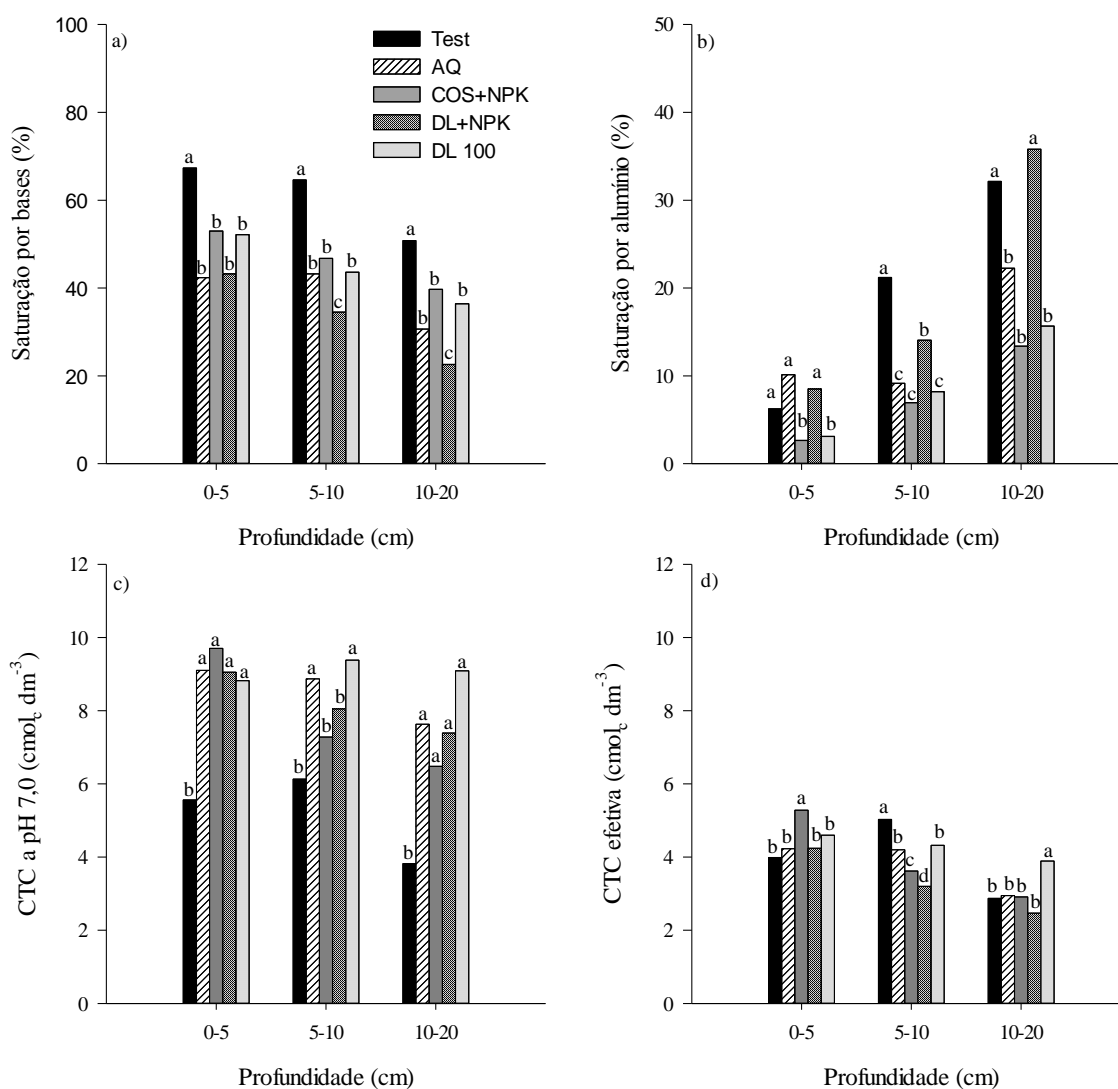 a)
Test
AQ
COS+NPK
DL+NPK
DL 100
Saturação por bases (%)
100
80
60
40
20
0
a b b b b
a b b c b
a b b c b
0-5 5-10 10-20
Profundidade (cm)
b)
Saturação por alumínio (%)
50
40
30
20
10
0
a a b a b
a c c b c
a b b a b
0-5 5-10 10-20
Profundidade (cm)
c)
CTC a pH 7,0 (cmolc dm-3)
12
10
8
6
4
2
0
b a a a a
b a b b a
b a a a a
0-5 5-10 10-20
Profundidade (cm)
d)
CTC efetiva (cmolc dm-3)
12
10
8
6
4
2
0
b b a b b
a b c d b
b b b b a
0-5 5-10 10-20
Profundidade (cm)